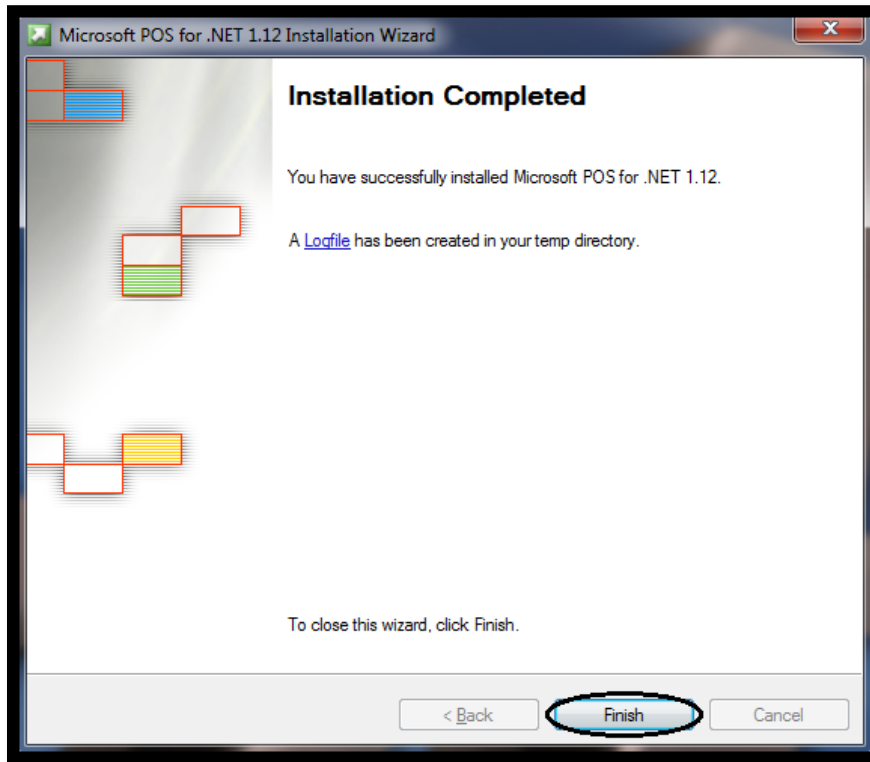 Microsoft POS for .NET 1.12 Installation Wizard
Installation Completed
You have successfully installed Microsoft POS for .NET 1.12.
A Logfile has been created in your temp directory.
To close this wizard, click Finish.
< Back
Finish
Cancel